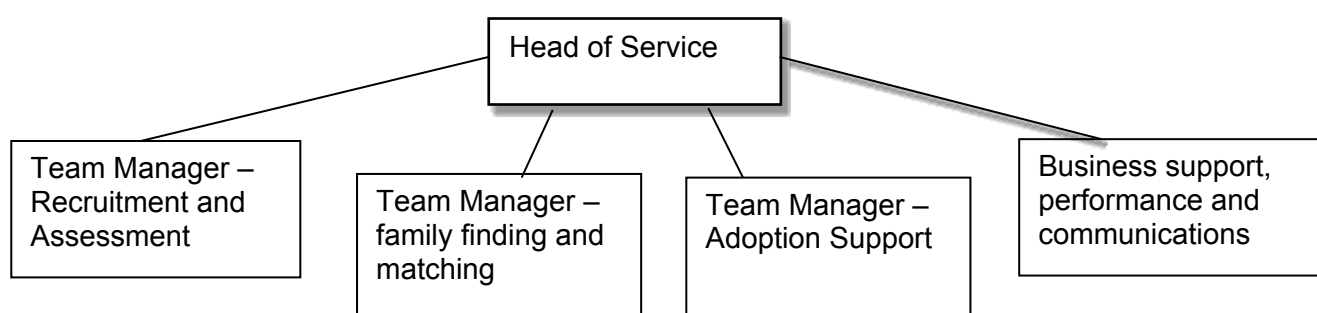 Head of Service
Team Manager –
Recruitment and
Assessment
Team Manager –
family finding and
matching
Team Manager –
Adoption Support
Business support,
performance and
communications